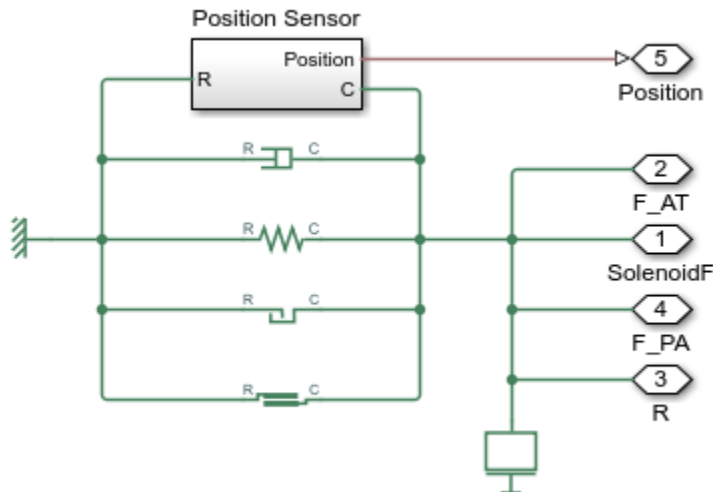 Position Sensor
Position
R
C
5
Position
R
C
2
F_AT
R
C
1
SolenoidF
R
C
4
F_PA
R
C
3
R